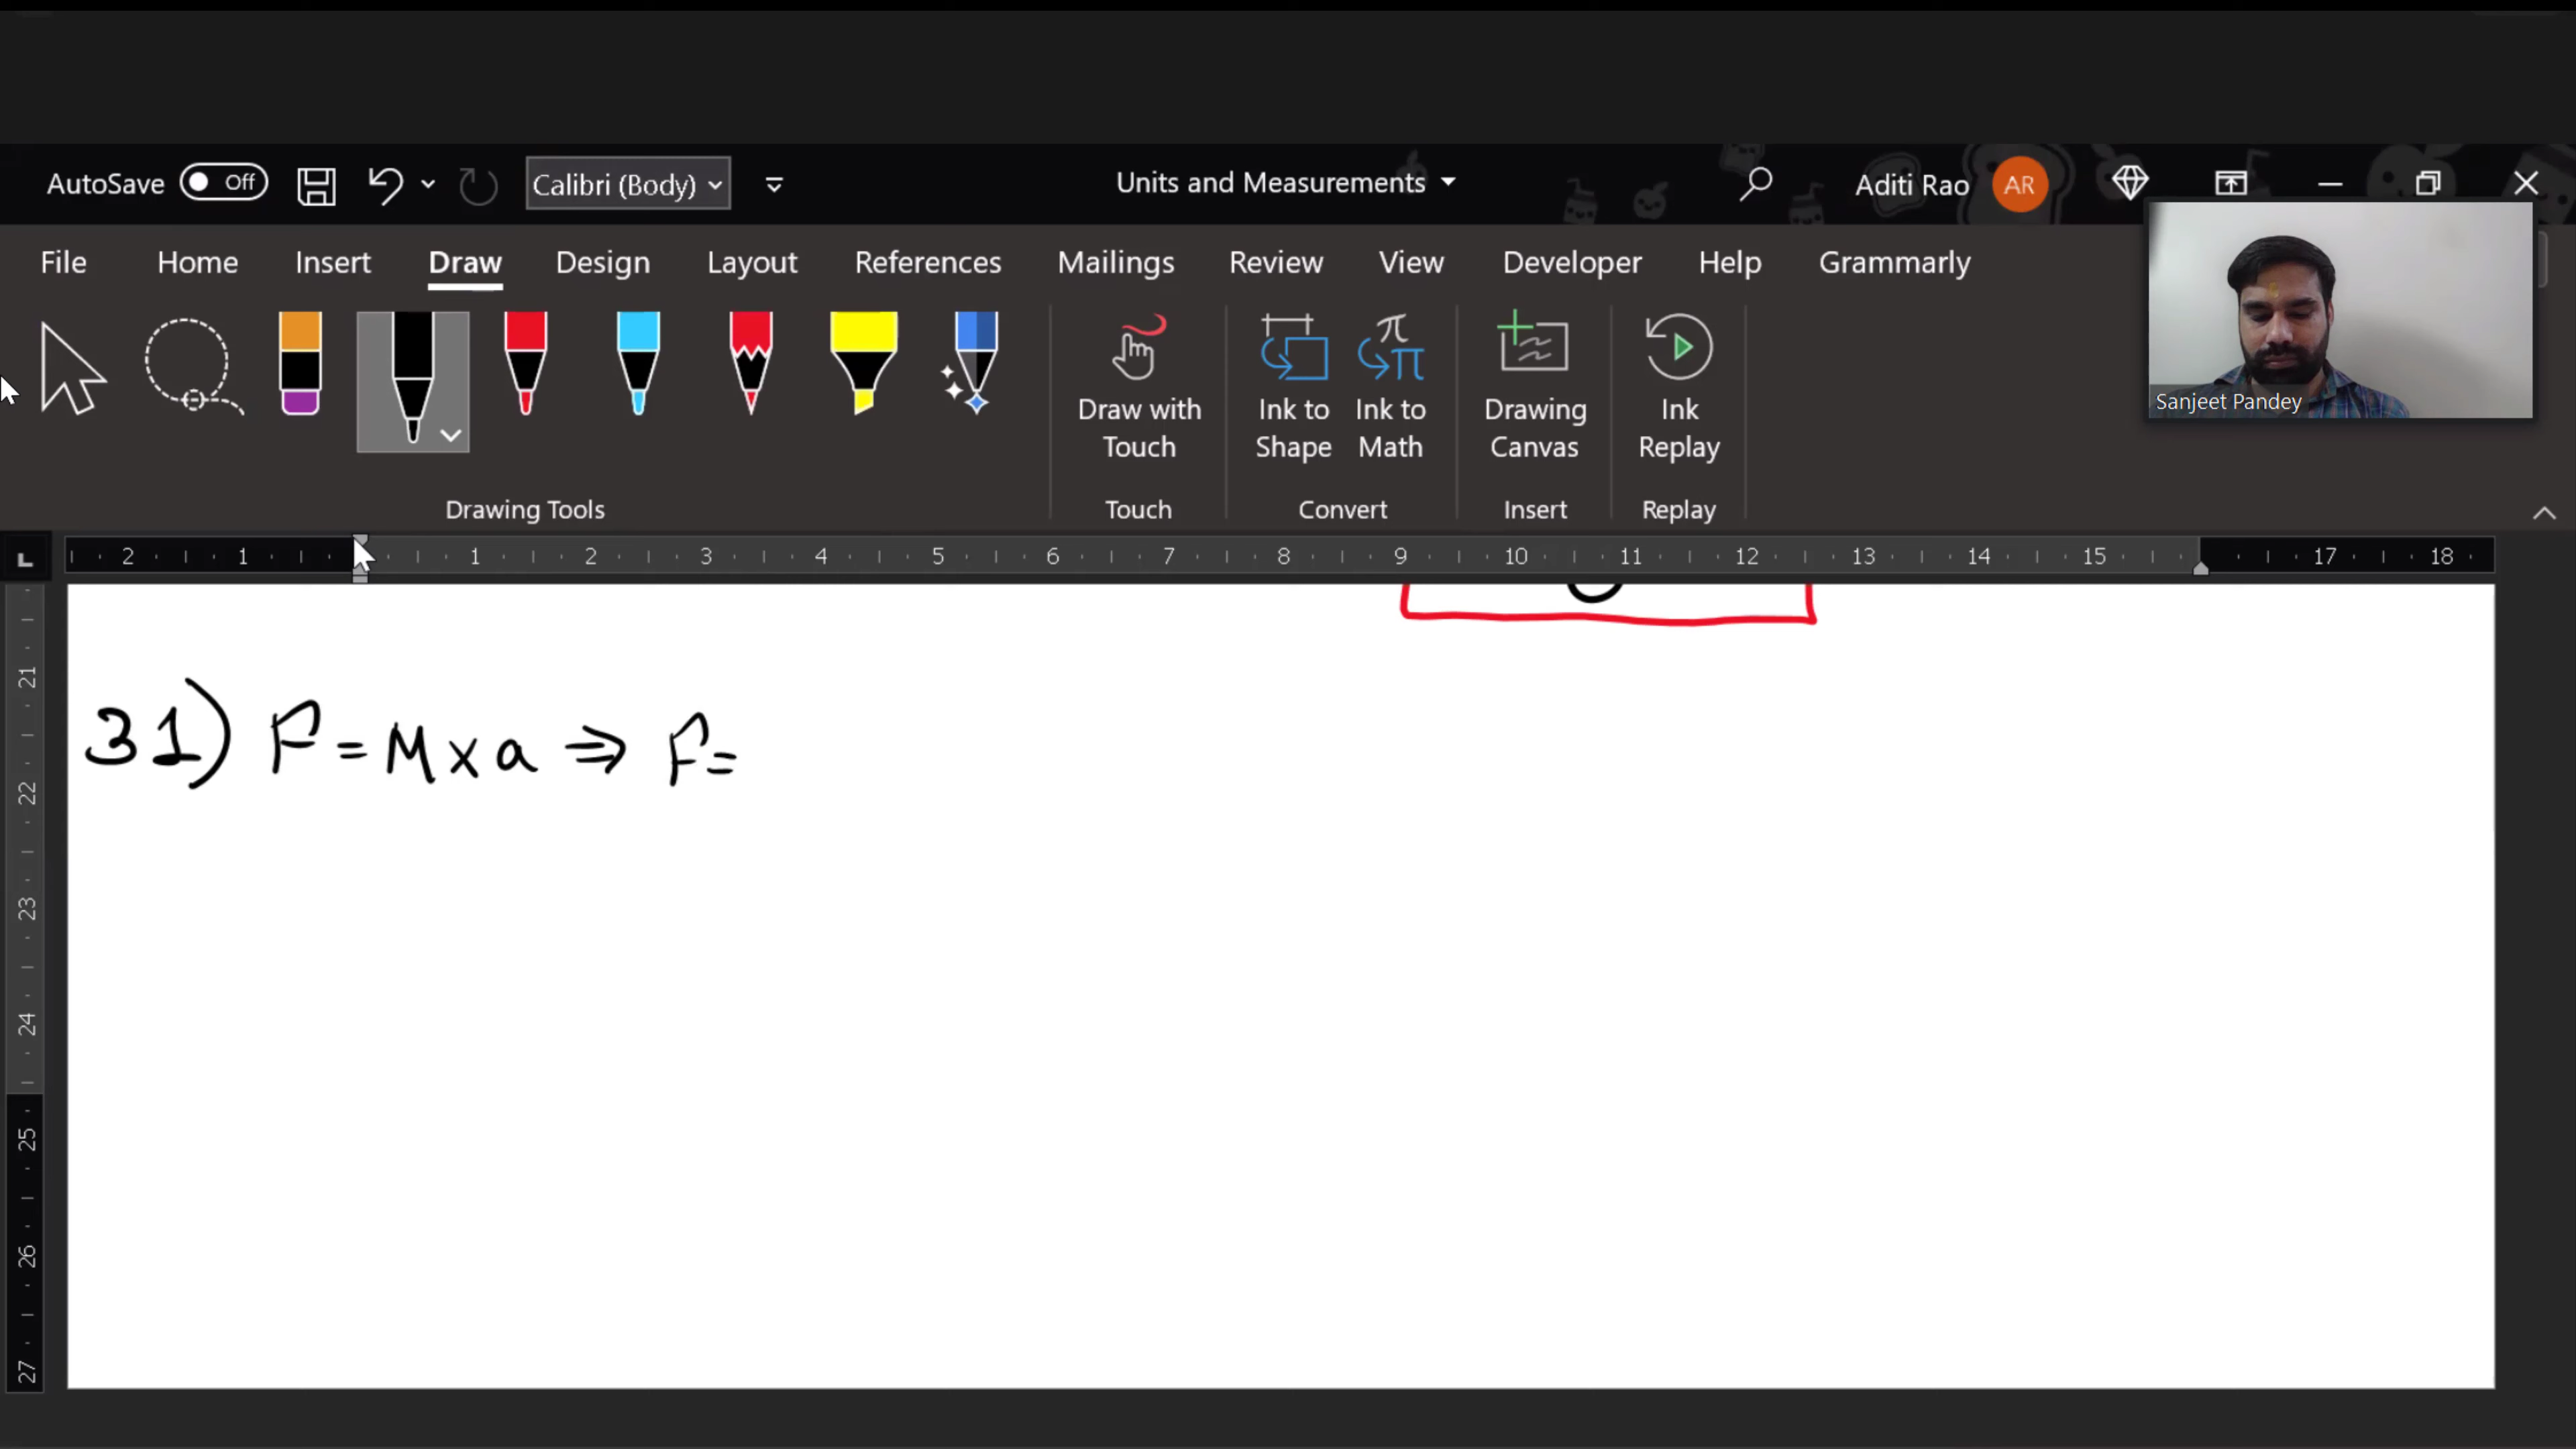 AutoSave Off Calibri (Body) Units and Measurements Aditi Rao AR
File Home Insert Draw Design Layout References Mailings Review View Developer Help Grammarly
Draw with Touch
Ink to Shape
Ink to Math
Drawing Canvas
Ink Replay
Sanjeet Pandey
Drawing Tools Touch Convert Insert Replay
L 2 1 1 2 3 4 5 6 7 8 9 10 11 12 13 14 15 17 18
31) F = M x a ⇒ F =
21
22
23
24
25
26
27